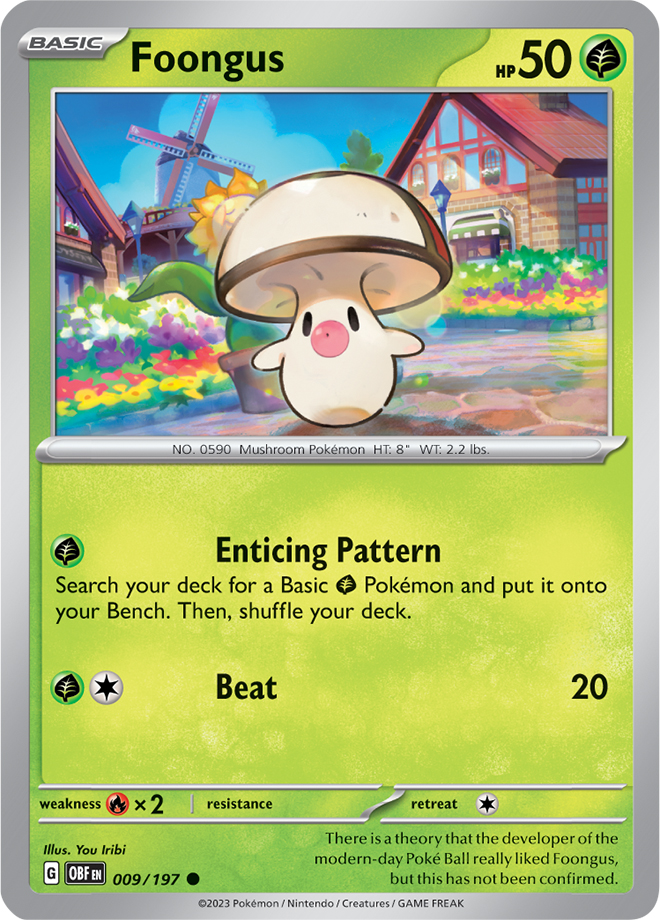 BASIC
Foongus
HP 50
NO. 0590 Mushroom Pokémon HT: 8" WT: 2.2 lbs.
Enticing Pattern
Search your deck for a Basic Pokémon and put it onto
your Bench. Then, shuffle your deck.
Beat 20
weakness ×2 resistance retreat
Illus. You Iribi
G OBF EN 009/197
There is a theory that the developer of the
modern-day Poké Ball really liked Foongus,
but this has not been confirmed.
©2023 Pokémon / Nintendo / Creatures / GAME FREAK